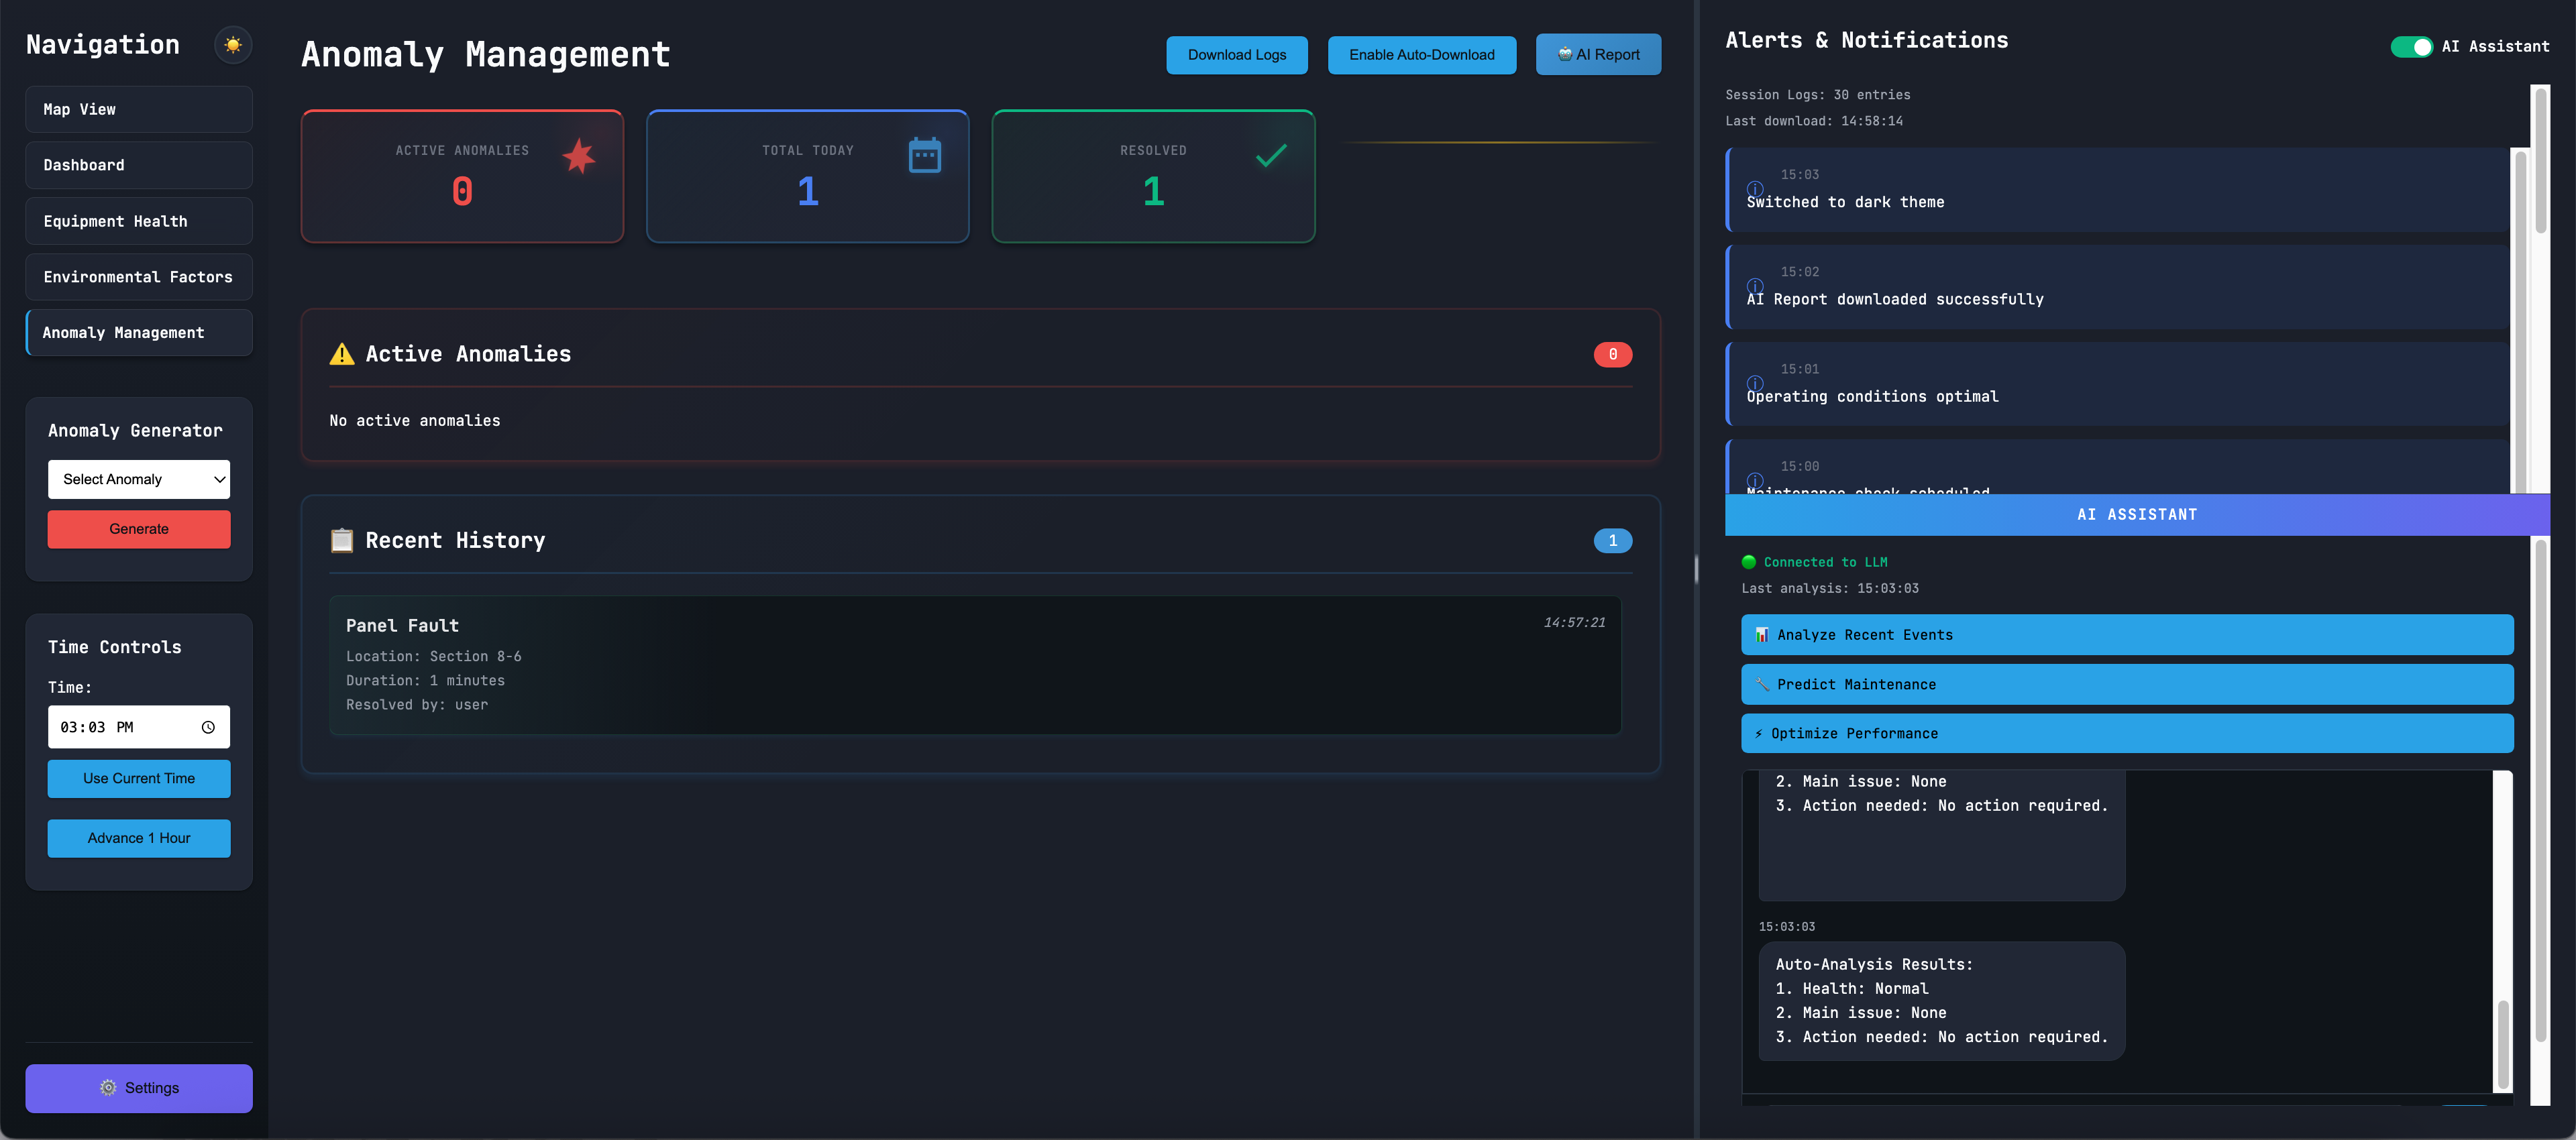 Navigation
Map View
Dashboard
Equipment Health
Environmental Factors
Anomaly Management
Anomaly Generator
Select Anomaly
Generate
Time Controls
Time:
03:03 PM
Use Current Time
Advance 1 Hour
Settings
Anomaly Management
Download Logs
Enable Auto-Download
AI Report
ACTIVE ANOMALIES
0
TOTAL TODAY
1
RESOLVED
1
Active Anomalies
0
No active anomalies
Recent History
1
Panel Fault
14:57:21
Location: Section 8-6
Duration: 1 minutes
Resolved by: user
Alerts & Notifications
AI Assistant
Session Logs: 30 entries
Last download: 14:58:14
15:03
Switched to dark theme
15:02
AI Report downloaded successfully
15:01
Operating conditions optimal
15:00
Maintenance check scheduled
AI ASSISTANT
Connected to LLM
Last analysis: 15:03:03
Analyze Recent Events
Predict Maintenance
Optimize Performance
2. Main issue: None
3. Action needed: No action required.
15:03:03
Auto-Analysis Results:
1. Health: Normal
2. Main issue: None
3. Action needed: No action required.